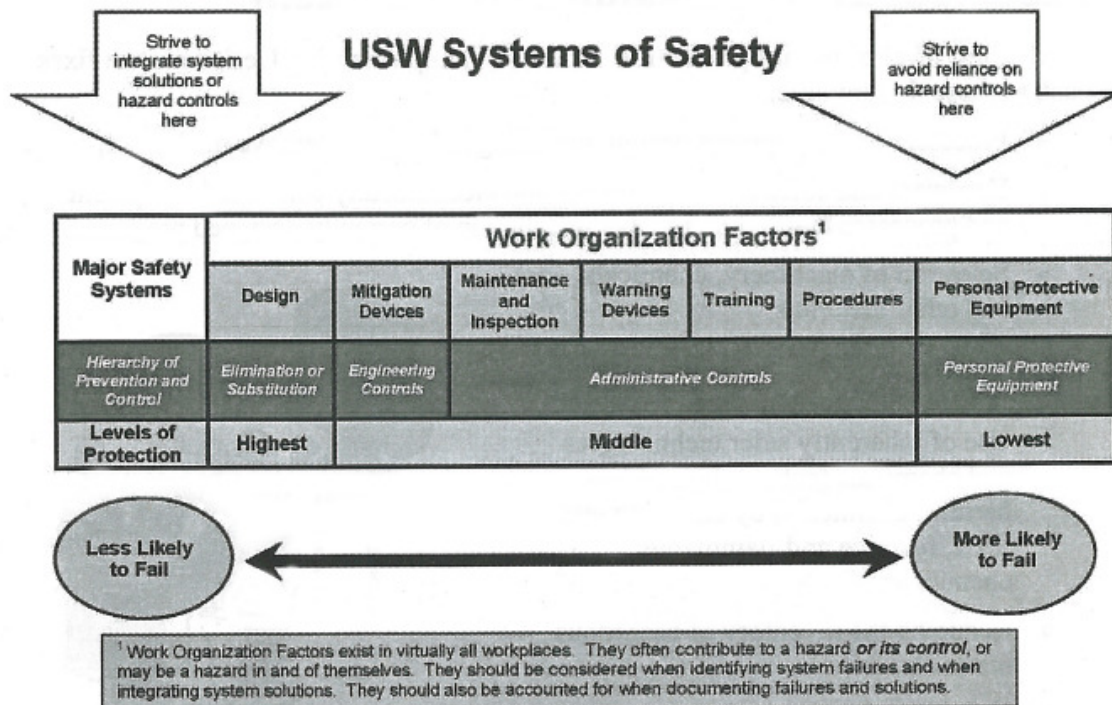 Strive to
integrate system
solutions or
hazard controls
here
USW Systems of Safety
Strive to
avoid reliance on
hazard controls
here
Major Safety
Systems
Work Organization Factors1
Design
Mitigation
Devices
Maintenance
and
Inspection
Warning
Devices
Training
Procedures
Personal Protective
Equipment
Hierarchy of
Prevention and
Control
Elimination or
Substitution
Engineering
Controls
Administrative Controls
Personal Protective
Equipment
Levels of
Protection
Highest
Middle
Lowest
Less Likely
to Fail
More Likely
to Fail
1 Work Organization Factors exist in virtually all workplaces. They often contribute to a hazard or its control, or
may be a hazard in and of themselves. They should be considered when identifying system failures and when
integrating system solutions. They should also be accounted for when documenting failures and solutions.